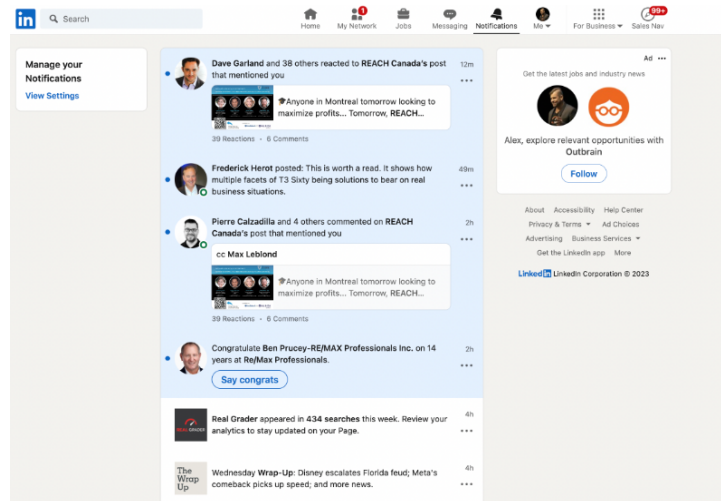 in
Search
Home
1
My Network
Jobs
Messaging
Notifications
Me
For Business
99+
Sales Nav
Manage your
Notifications
View Settings
Dave Garland and 38 others reacted to REACH Canada's post
that mentioned you
12m
🎓Anyone in Montreal tomorrow looking to
maximize profits... Tomorrow, REACH...
39 Reactions • 6 Comments
Frederick Herot posted: This is worth a read. It shows how
multiple facets of T3 Sixty being solutions to bear on real
business situations.
49m
Pierre Calzadilla and 4 others commented on REACH
Canada's post that mentioned you
2h
cc Max Leblond
🎓Anyone in Montreal tomorrow looking to
maximize profits... Tomorrow, REACH...
39 Reactions • 6 Comments
Congratulate Ben Prucey-RE/MAX Professionals Inc. on 14
years at Re/Max Professionals.
2h
Say congrats
REAL GRADER
Real Grader appeared in 434 searches this week. Review your
analytics to stay updated on your Page.
4h
The
Wrap
Up
Wednesday Wrap-Up: Disney escalates Florida feud; Meta's
comeback picks up speed; and more news.
4h
Ad
Get the latest jobs and industry news
Alex, explore relevant opportunities with
Outbrain
Follow
About Accessibility Help Center
Privacy & Terms Ad Choices
Advertising Business Services
Get the LinkedIn app More
Linked in LinkedIn Corporation © 2023